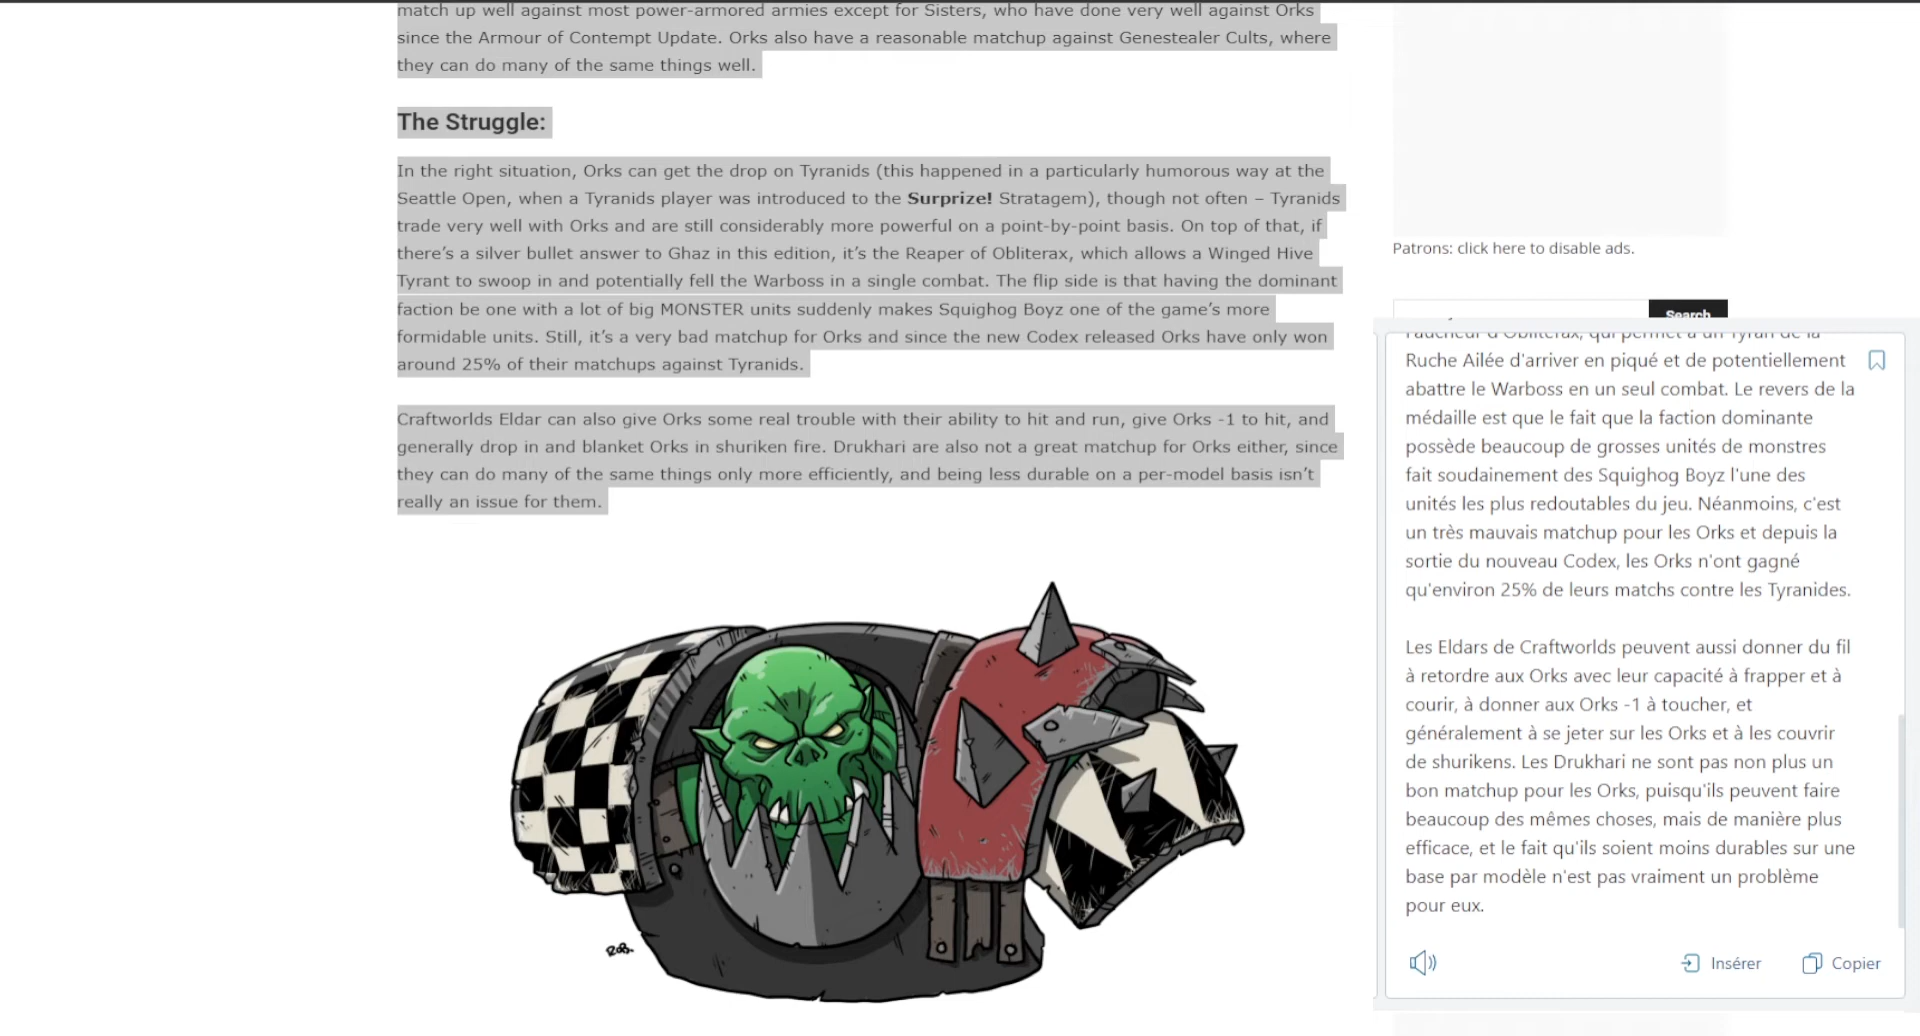 match up well against most power-armored armies except for Sisters, who have done very well against Orks
since the Armour of Contempt Update. Orks also have a reasonable matchup against Genestealer Cults, where
they can do many of the same things well.
The Struggle:
In the right situation, Orks can get the drop on Tyranids (this happened in a particularly humorous way at the
Seattle Open, when a Tyranids player was introduced to the Surprize! Stratagem), though not often – Tyranids
trade very well with Orks and are still considerably more powerful on a point-by-point basis. On top of that, if
there’s a silver bullet answer to Ghaz in this edition, it’s the Reaper of Obliterax, which allows a Winged Hive
Tyrant to swoop in and potentially fell the Warboss in a single combat. The flip side is that having the dominant
faction be one with a lot of big MONSTER units suddenly makes Squighog Boyz one of the game’s more
formidable units. Still, it’s a very bad matchup for Orks and since the new Codex released Orks have only won
around 25% of their matchups against Tyranids.
Craftworlds Eldar can also give Orks some real trouble with their ability to hit and run, give Orks -1 to hit, and
generally drop in and blanket Orks in shuriken fire. Drukhari are also not a great matchup for Orks either, since
they can do many of the same things only more efficiently, and being less durable on a per-model basis isn’t
really an issue for them.
ROB.
Patrons: click here to disable ads.
Search
d'Obliterax, qui permet à un Tyran de la
Ruche Ailée d'arriver en piqué et de potentiellement
abattre le Warboss en un seul combat. Le revers de la
médaille est que le fait que la faction dominante
possède beaucoup de grosses unités de monstres
fait soudainement des Squighog Boyz l'une des
unités les plus redoutables du jeu. Néanmoins, c'est
un très mauvais matchup pour les Orks et depuis la
sortie du nouveau Codex, les Orks n'ont gagné
qu'environ 25% de leurs matchs contre les Tyranides.
Les Eldars de Craftworlds peuvent aussi donner du fil
à retordre aux Orks avec leur capacité à frapper et à
courir, à donner aux Orks -1 à toucher, et
généralement à se jeter sur les Orks et à les couvrir
de shurikens. Les Drukhari ne sont pas non plus un
bon matchup pour les Orks, puisqu'ils peuvent faire
beaucoup des mêmes choses, mais de manière plus
efficace, et le fait qu'ils soient moins durables sur une
base par modèle n'est pas vraiment un problème
pour eux.
Insérer
Copier